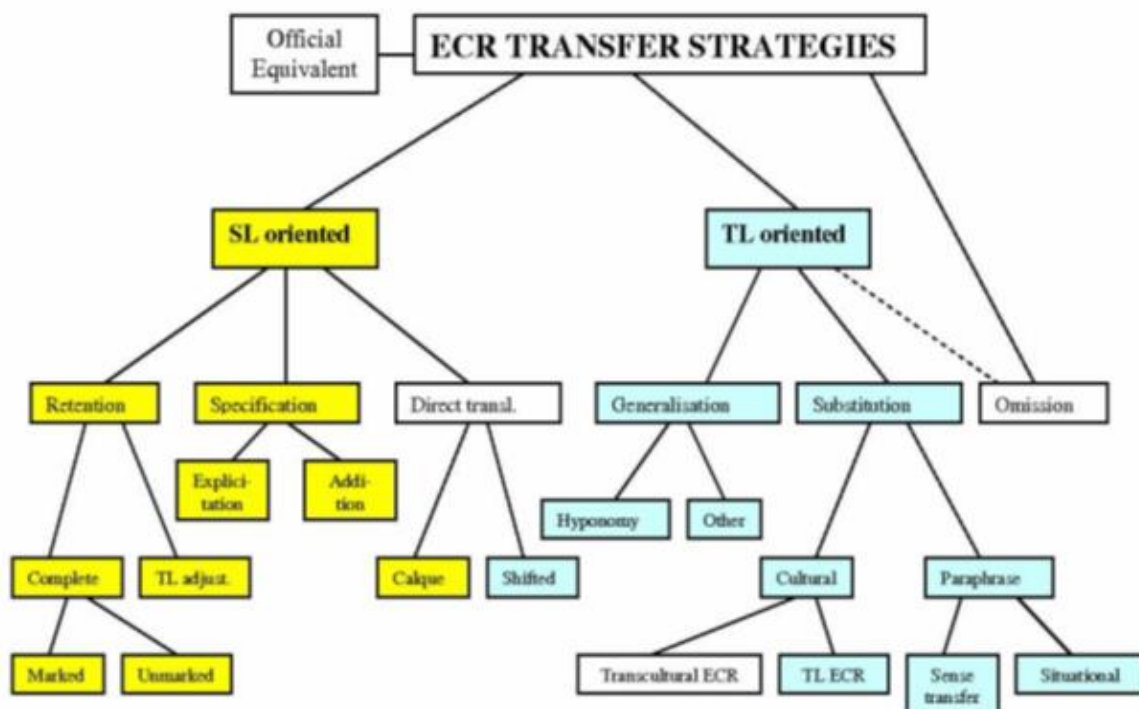 Official
Equivalent
ECR TRANSFER STRATEGIES
SL oriented
TL oriented
Retention
Specification
Direct transl.
Generalisation
Substitution
Omission
Explici-
tation
Addi-
tion
Hyponomy
Other
Complete
TL adjust.
Calque
Shifted
Cultural
Paraphrase
Marked
Unmarked
Transcultural ECR
TL ECR
Sense
transfer
Situational